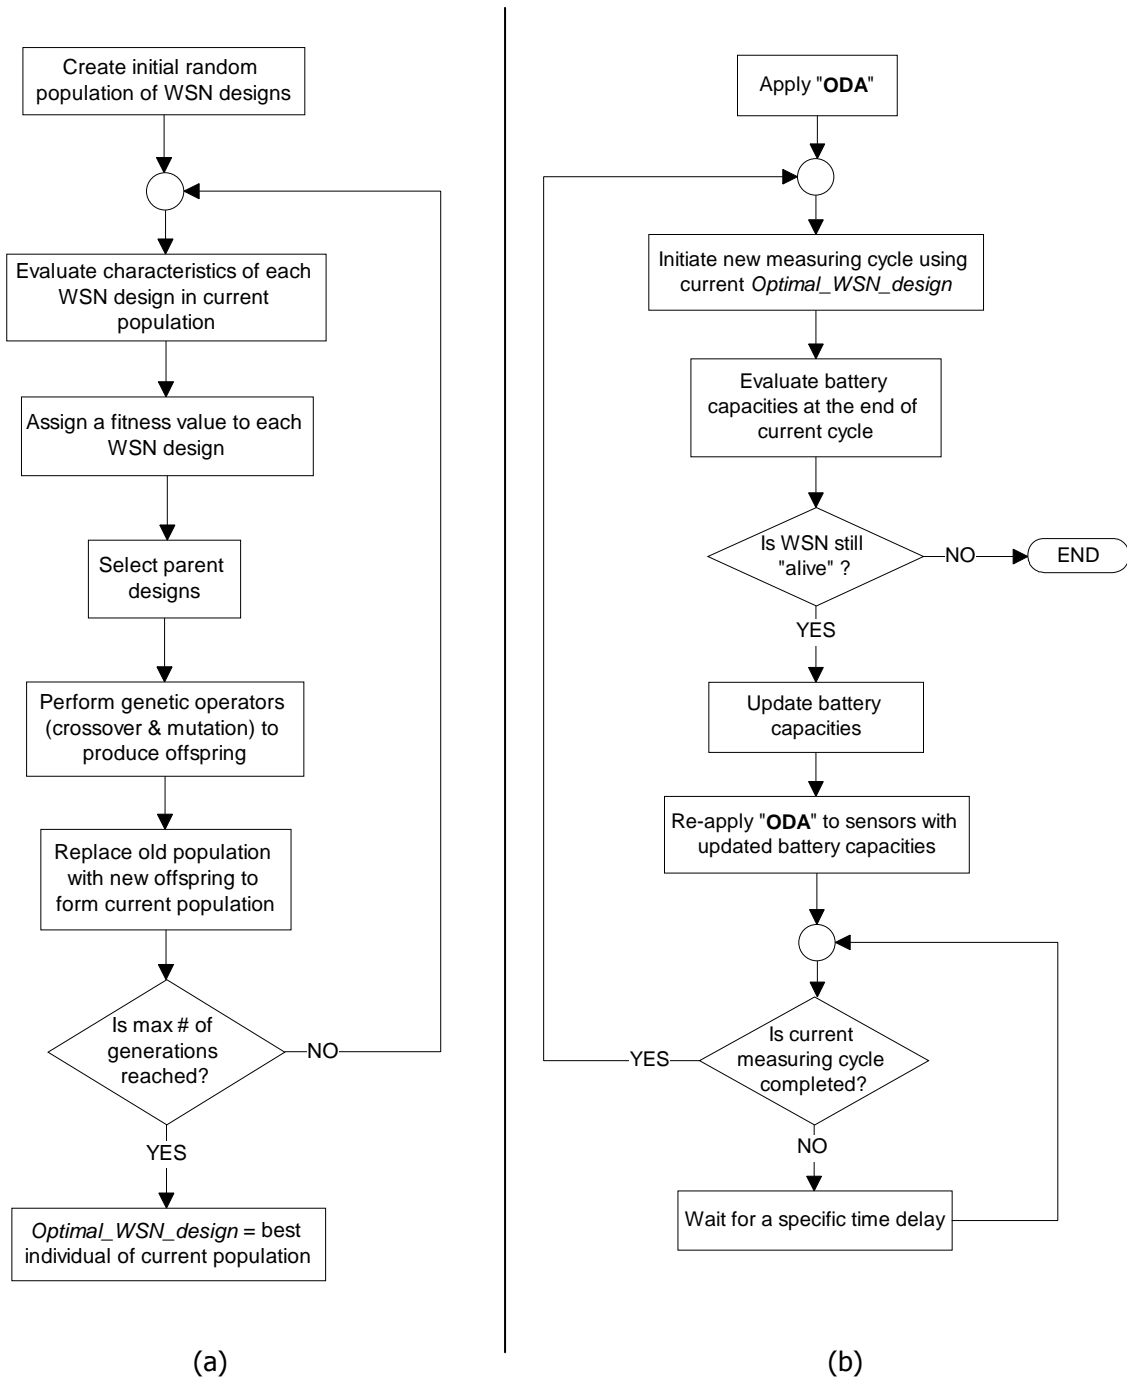 Create initial random
population of WSN designs
Evaluate characteristics of each
WSN design in current
population
Assign a fitness value to each
WSN design
Select parent
designs
Perform genetic operators
(crossover & mutation) to
produce offspring
Replace old population
with new offspring to
form current population
Is max # of
generations
reached?
NO
YES
Optimal_WSN_design = best
individual of current population
(a)
Apply "ODA"
Initiate new measuring cycle using
current Optimal_WSN_design
Evaluate battery
capacities at the end of
current cycle
Is WSN still
"alive" ?
NO
END
YES
Update battery
capacities
Re-apply "ODA" to sensors with
updated battery capacities
Is current
measuring cycle
completed?
YES
NO
Wait for a specific time delay
(b)